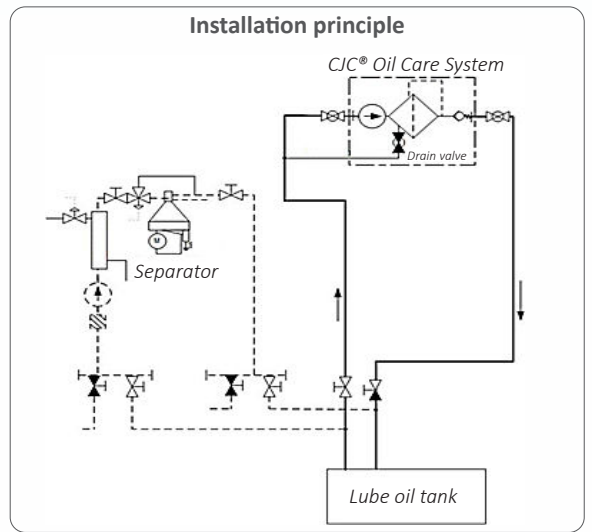 Installation principle
CJC® Oil Care System
Drain valve
M
Separator
Lube oil tank